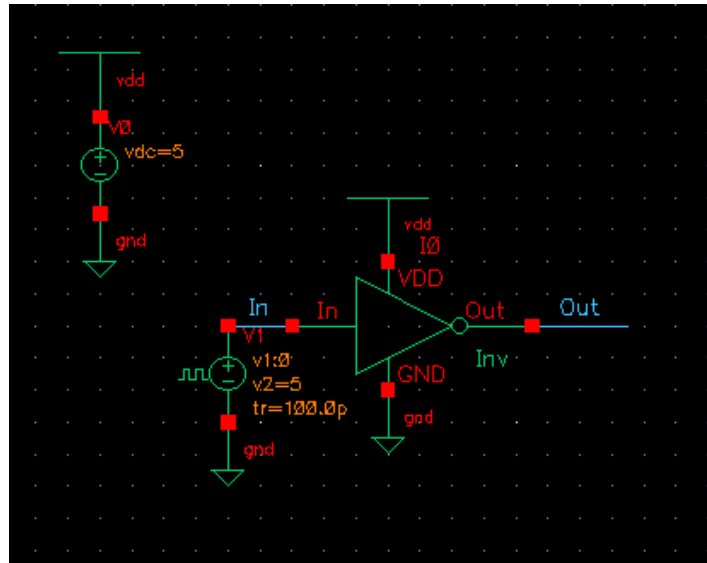 vdd
V0
vdc=5
gnd
vdd
I0
VDD
In
In
Out
Out
V1
v1:0
v2=5
tr=100.0p
Inv
GND
gnd
gnd